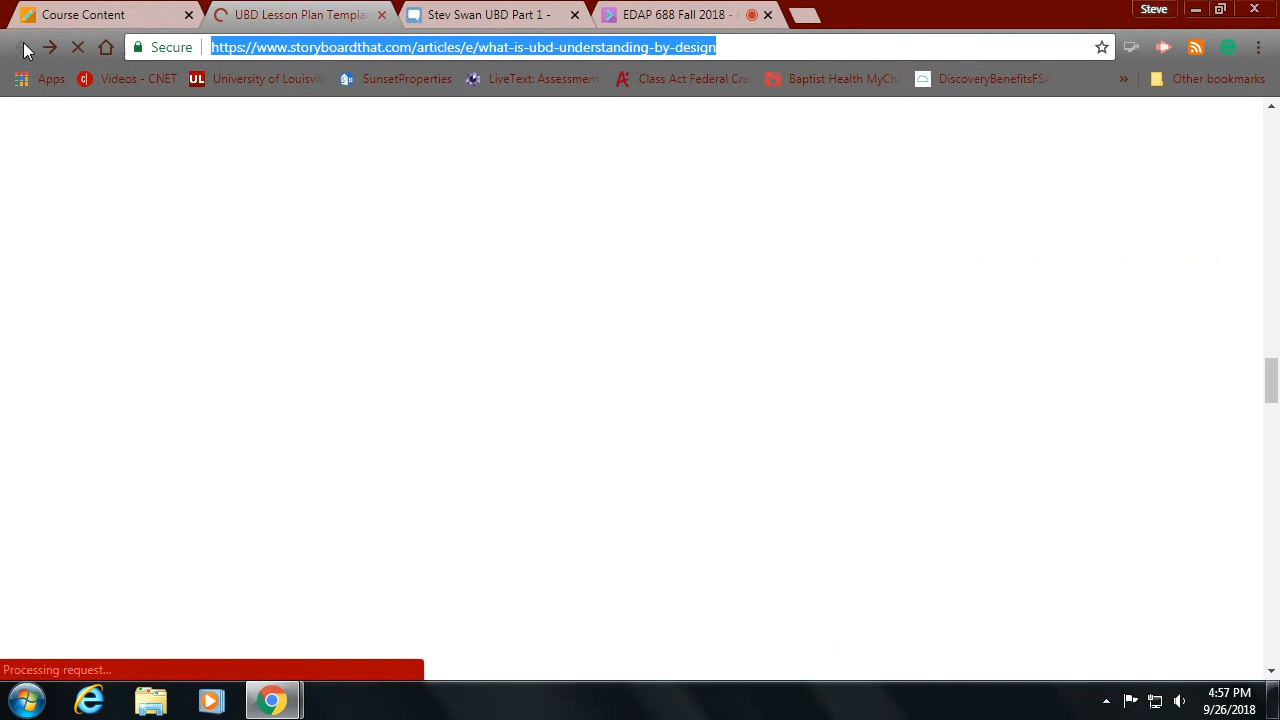 Course Content
UBD Lesson Plan Templa
Stev Swan UBD Part 1 -
EDAP 688 Fall 2018 -
Steve
Secure
https://www.storyboardthat.com/articles/e/what-is-ubd-understanding-by-design
Apps
Videos - CNET
University of Louisvil
SunsetProperties
LiveText: Assessment
Class Act Federal Cre
Baptist Health MyCha
DiscoveryBenefitsFSA
»
Other bookmarks
Processing request...
4:57 PM
9/26/2018